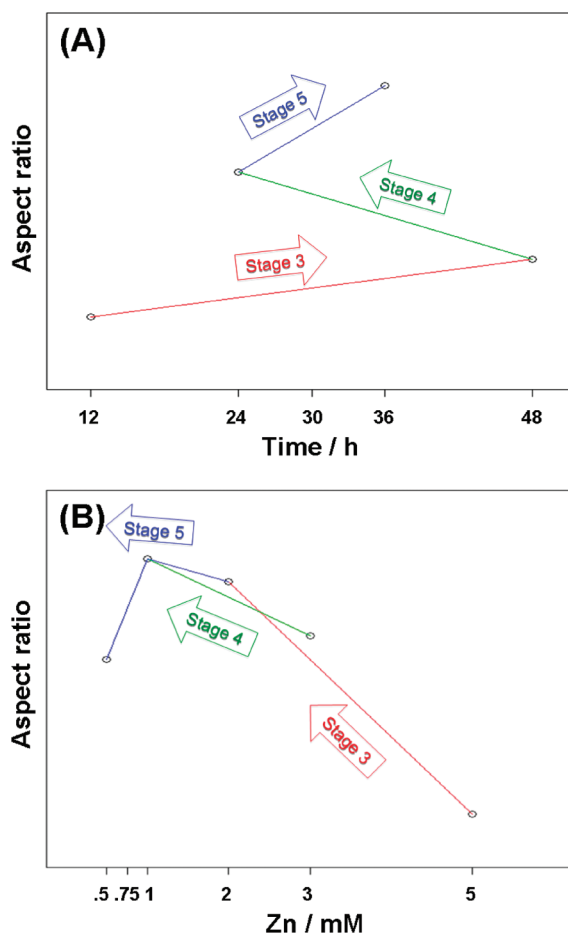 (A)
Aspect ratio
Stage 5
Stage 4
Stage 3
12 24 30 36 48
Time / h
(B)
Aspect ratio
Stage 5
Stage 4
Stage 3
.5 .75 1 2 3 5
Zn / mM